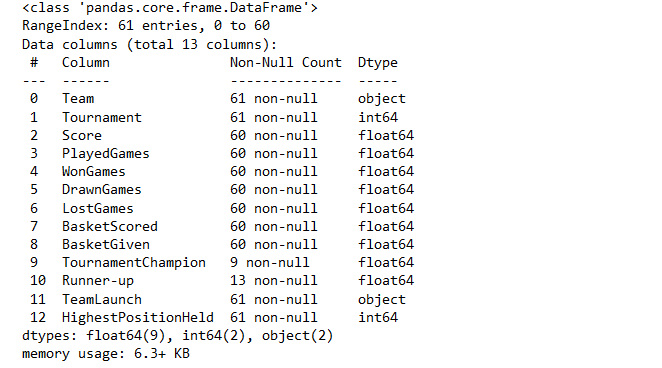 <class 'pandas.core.frame.DataFrame'>
RangeIndex: 61 entries, 0 to 60
Data columns (total 13 columns):
 #   Column               Non-Null Count  Dtype
---  ------               --------------  -----
 0   Team                 61 non-null     object
 1   Tournament           61 non-null     int64
 2   Score                60 non-null     float64
 3   PlayedGames          60 non-null     float64
 4   WonGames             60 non-null     float64
 5   DrawnGames           60 non-null     float64
 6   LostGames            60 non-null     float64
 7   BasketScored         60 non-null     float64
 8   BasketGiven          60 non-null     float64
 9   TournamentChampion   9 non-null      float64
 10  Runner-up            13 non-null     float64
 11  TeamLaunch           61 non-null     object
 12  HighestPositionHeld  61 non-null     int64
dtypes: float64(9), int64(2), object(2)
memory usage: 6.3+ KB